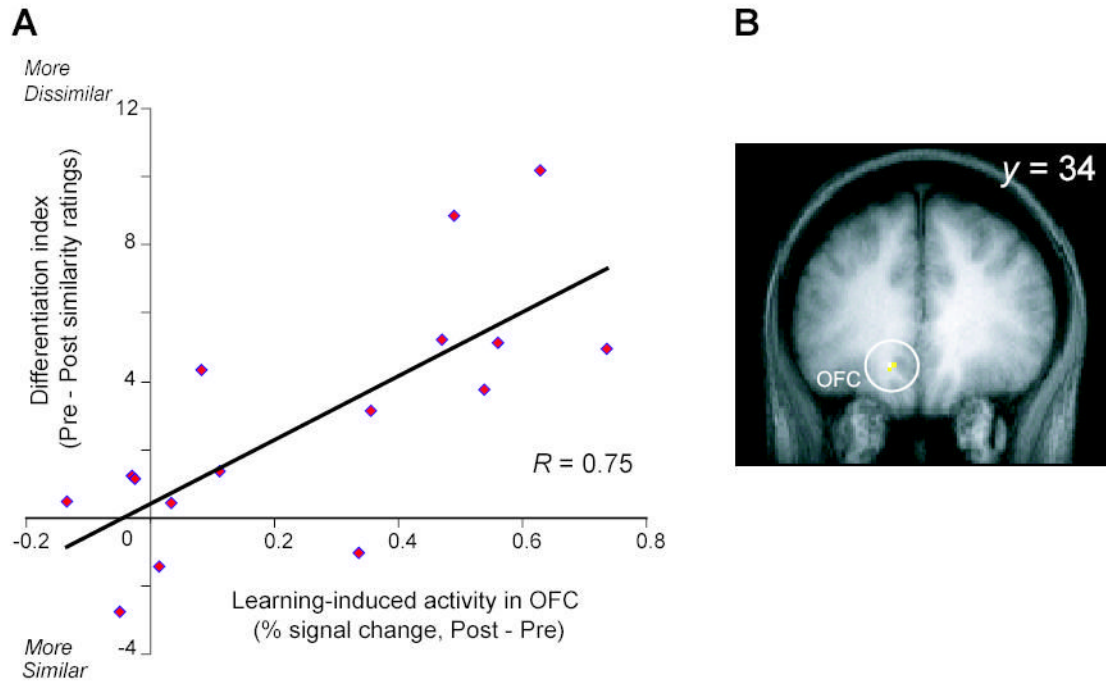 A
More
Dissimilar
12
8
4
-4
Differentiation index
(Pre - Post similarity ratings)
R = 0.75
-0.2
0
0.2
0.4
0.6
0.8
Learning-induced activity in OFC
(% signal change, Post - Pre)
More
Similar
B
y = 34
OFC